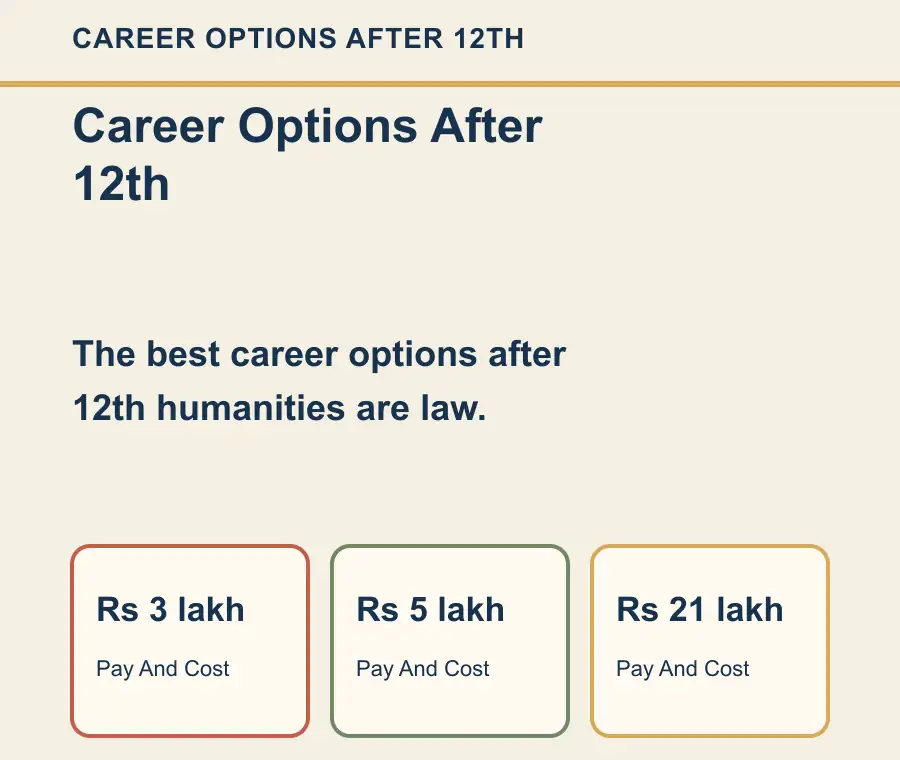 CAREER OPTIONS AFTER 12TH
Career Options After
12th
The best career options after
12th humanities are law.
Rs 3 lakh
Pay And Cost
Rs 5 lakh
Pay And Cost
Rs 21 lakh
Pay And Cost